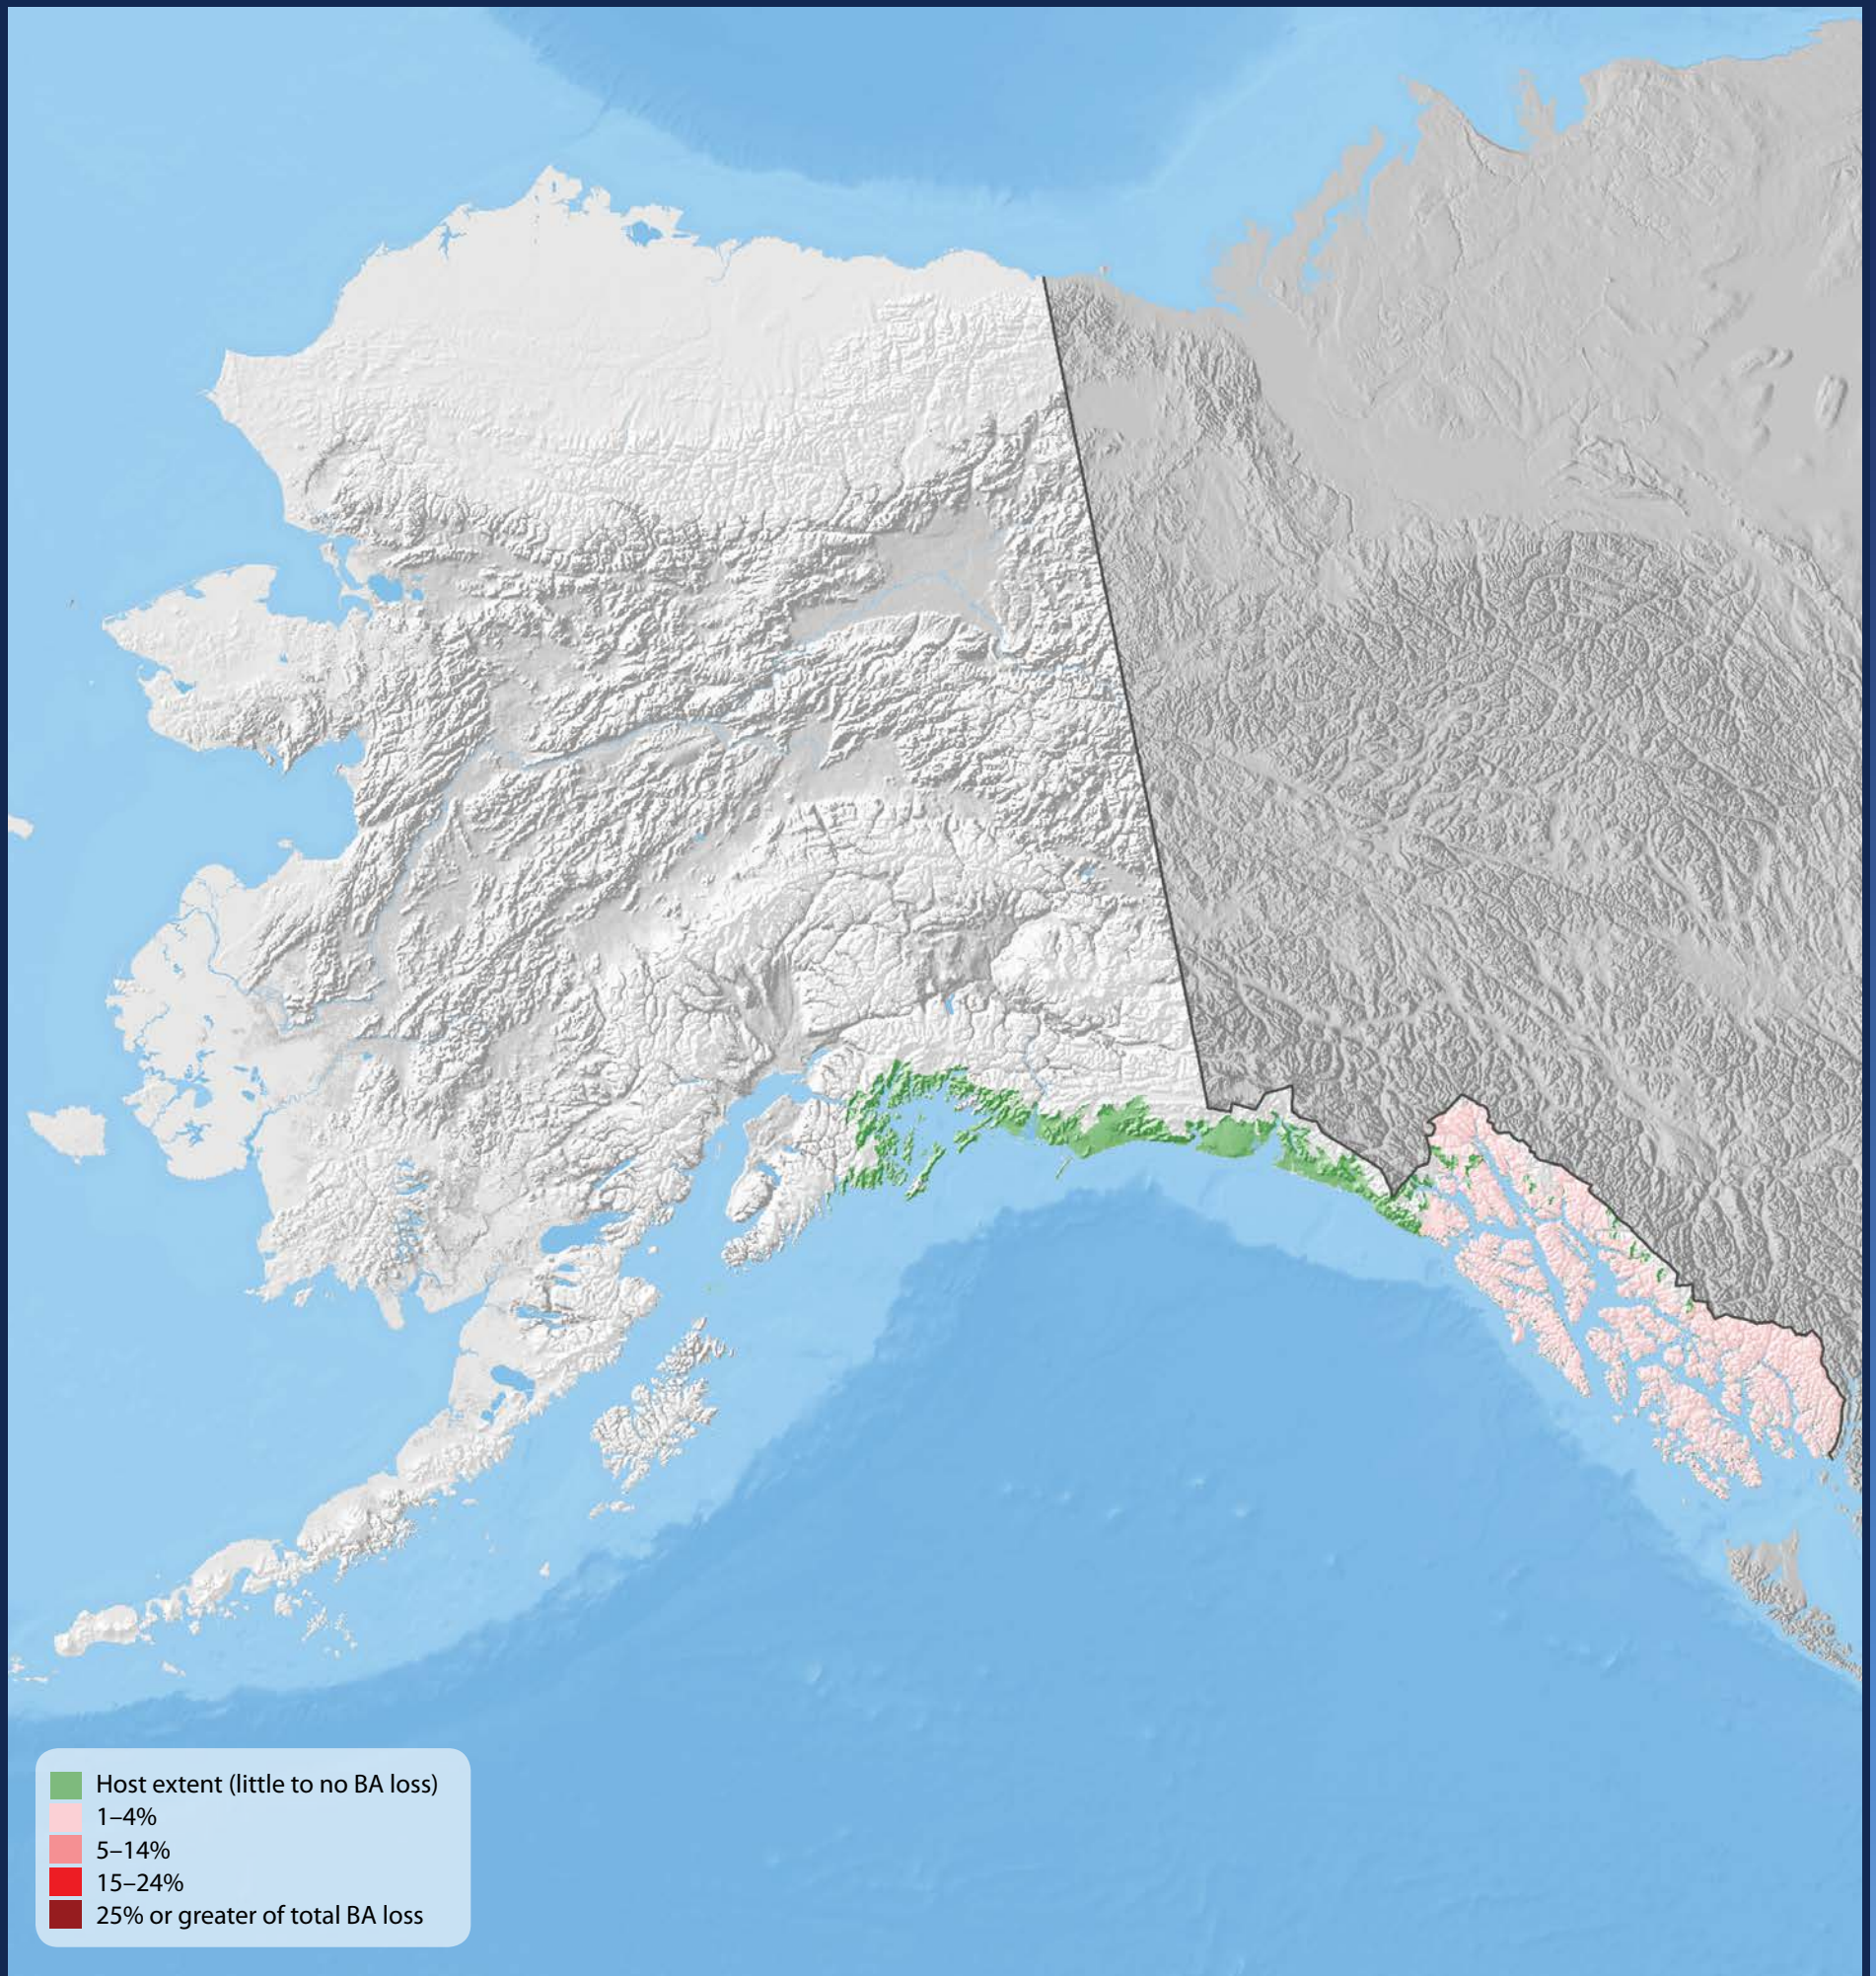 Host extent (little to no BA loss)
1–4%
5–14%
15–24%
25% or greater of total BA loss